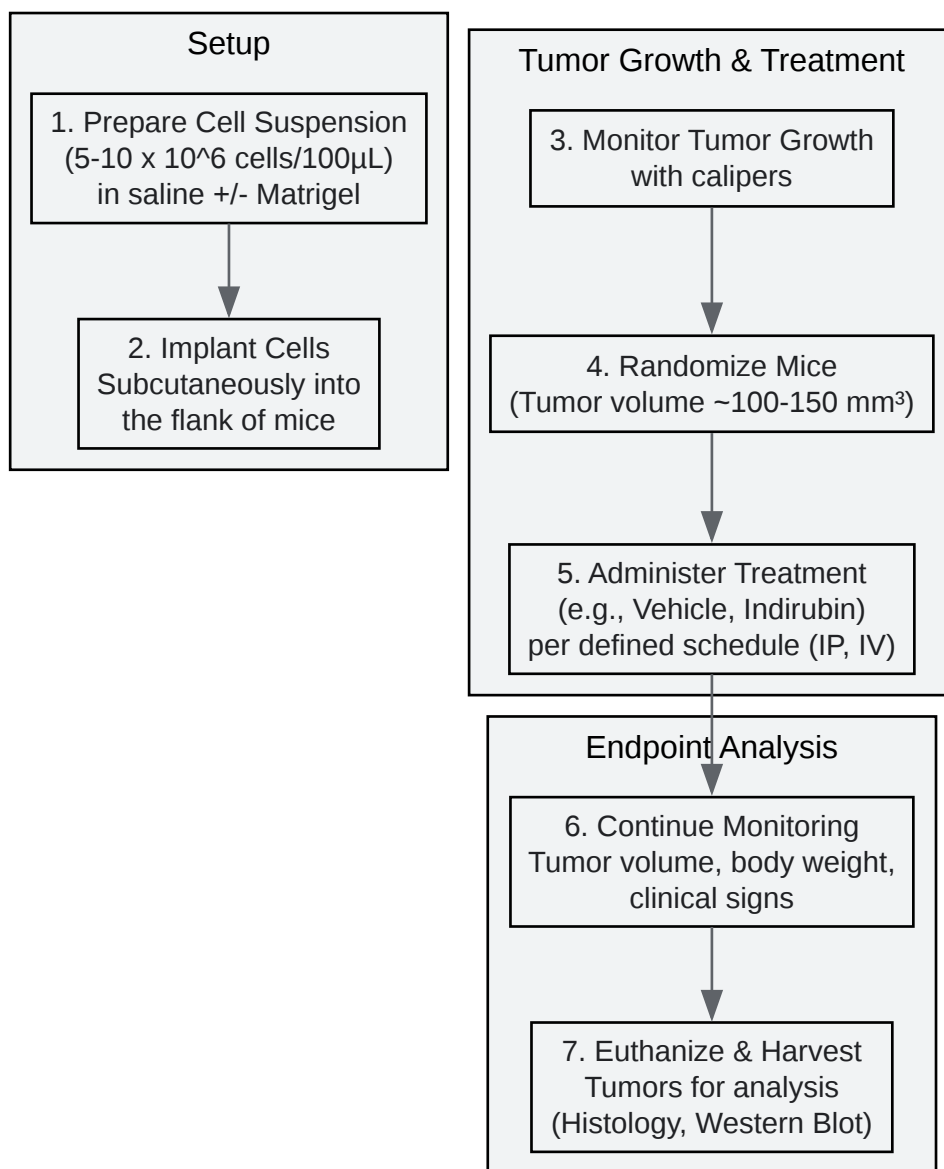 Setup
1. Prepare Cell Suspension
(5-10 x 10^6 cells/100µL)
in saline +/- Matrigel
2. Implant Cells
Subcutaneously into
the flank of mice
Tumor Growth & Treatment
3. Monitor Tumor Growth
with calipers
4. Randomize Mice
(Tumor volume ~100-150 mm³)
5. Administer Treatment
(e.g., Vehicle, Indirubin)
per defined schedule (IP, IV)
Endpoint Analysis
6. Continue Monitoring
Tumor volume, body weight,
clinical signs
7. Euthanize & Harvest
Tumors for analysis
(Histology, Western Blot)